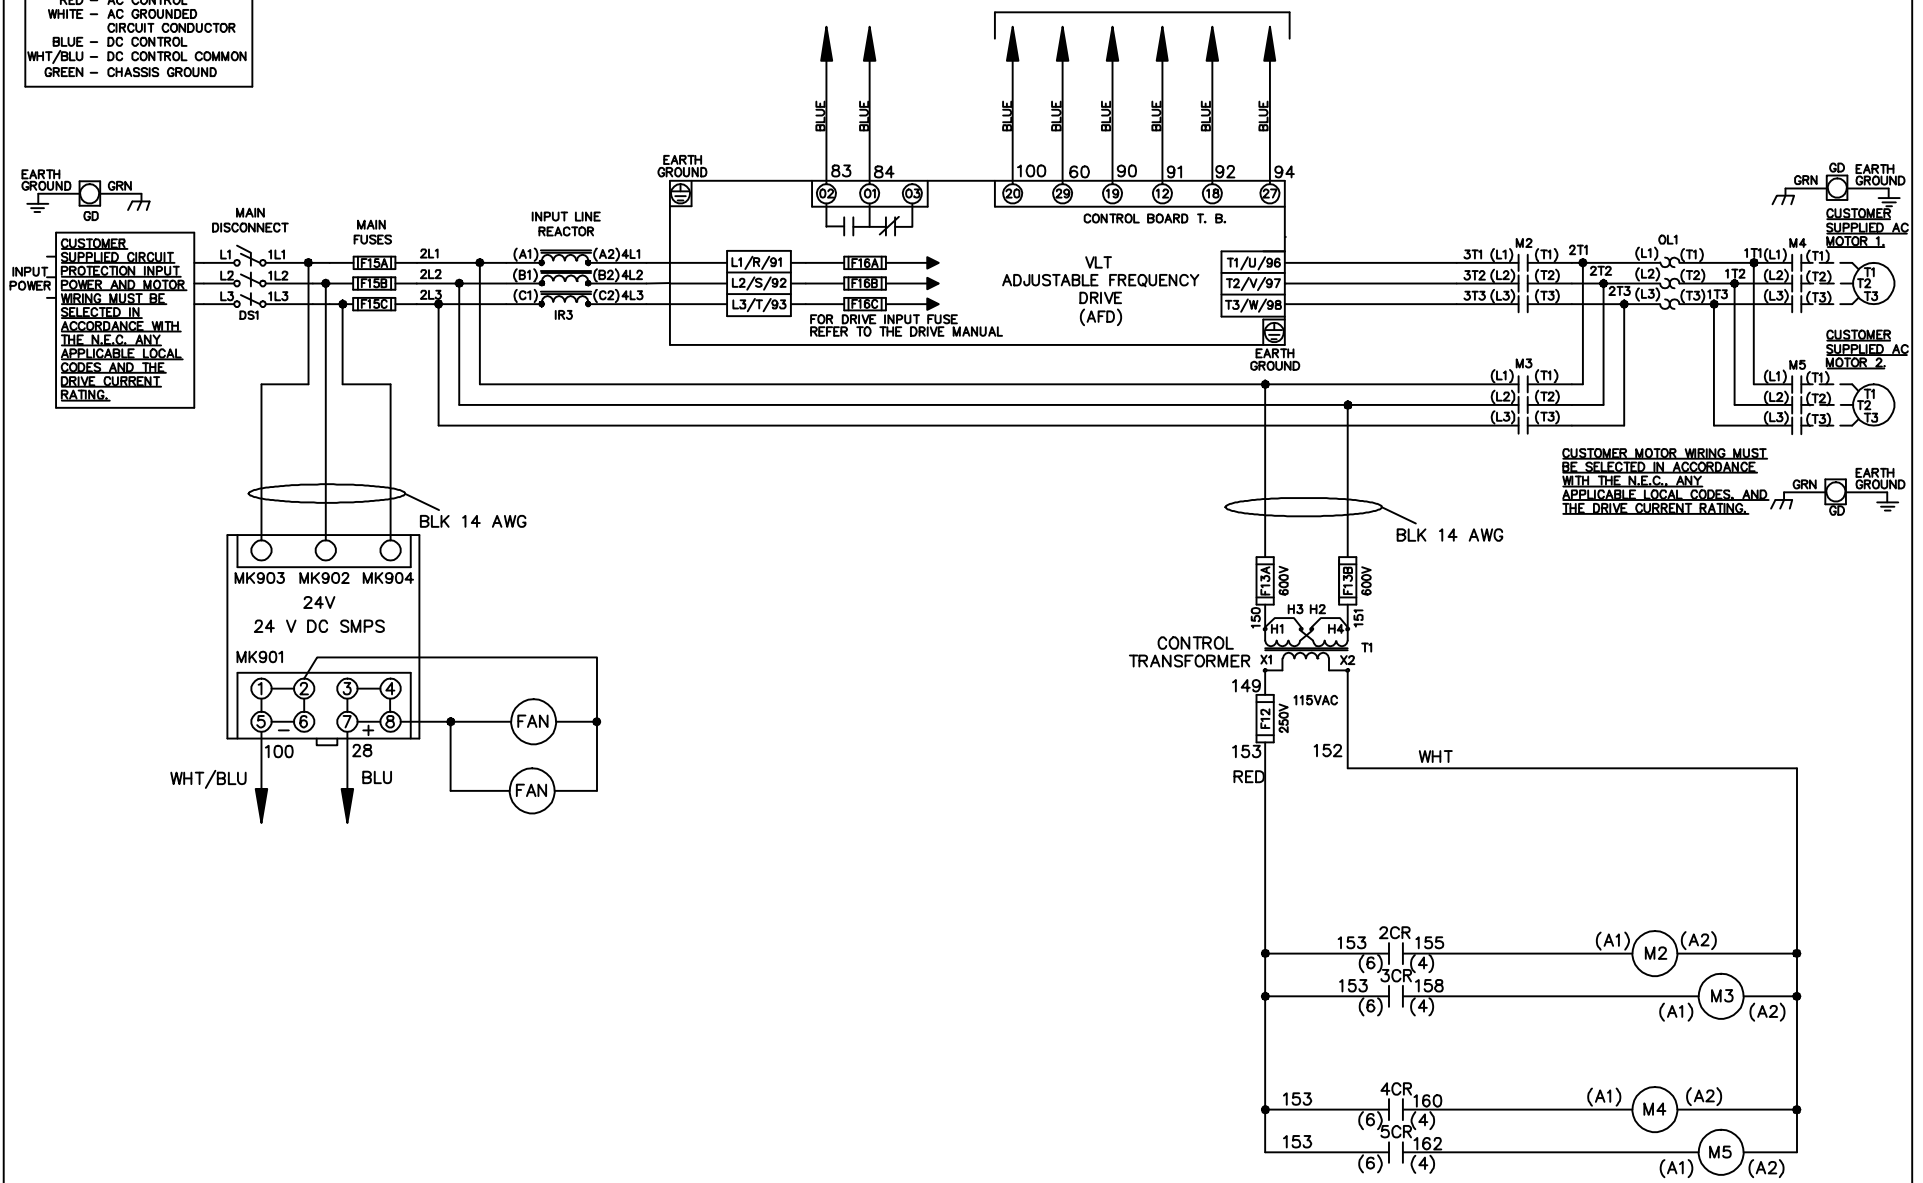 RED – AC CONTROL
WHITE – AC GROUNDED
CIRCUIT CONDUCTOR
BLUE – DC CONTROL
WHT/BLU – DC CONTROL COMMON
GREEN – CHASSIS GROUND
BLUE
BLUE
BLUE
BLUE
BLUE
BLUE
BLUE
BLUE
83
84
100
60
90
91
92
94
02
01
03
20
29
19
12
18
27
CONTROL BOARD T. B.
EARTH
GROUND
GRN
GD
EARTH
GROUND
GD
GRN
EARTH
GROUND
INPUT
POWER
CUSTOMER
SUPPLIED CIRCUIT
PROTECTION INPUT
POWER AND MOTOR
WIRING MUST BE
SELECTED IN
ACCORDANCE WITH
THE N.E.C. ANY
APPLICABLE LOCAL
CODES AND THE
DRIVE CURRENT
RATING.
MAIN
DISCONNECT
L1
1L1
L2
1L2
L3
1L3
DS1
MAIN
FUSES
F15A
F15B
F15C
2L1
2L2
2L3
INPUT LINE
REACTOR
(A1)
(A2)
4L1
(B1)
(B2)
4L2
(C1)
(C2)
4L3
IR3
L1/R/91
L2/S/92
L3/T/93
F16A
F16B
F16C
FOR DRIVE INPUT FUSE
REFER TO THE DRIVE MANUAL
VLT
ADJUSTABLE FREQUENCY
DRIVE
(AFD)
T1/U/96
T2/V/97
T3/W/98
EARTH
GROUND
M2
3T1 (L1) (T1) 2T1
3T2 (L2) (T2) 2T2
3T3 (L3) (T3) 2T3
OL1
(L1) (T1) 1T1
(L2) (T2) 1T2
(L3) (T3) 1T3
M4
(L1) (T1)
(L2) (T2)
(L3) (T3)
CUSTOMER
SUPPLIED AC
MOTOR 1.
T1
T2
T3
M3
(L1) (T1)
(L2) (T2)
(L3) (T3)
M5
(L1) (T1)
(L2) (T2)
(L3) (T3)
CUSTOMER
SUPPLIED AC
MOTOR 2.
T1
T2
T3
CUSTOMER MOTOR WIRING MUST
BE SELECTED IN ACCORDANCE
WITH THE N.E.C., ANY
APPLICABLE LOCAL CODES, AND
THE DRIVE CURRENT RATING.
GRN
GD
EARTH
GROUND
BLK 14 AWG
BLK 14 AWG
MK903 MK902 MK904
24V
24 V DC SMPS
MK901
1
2
3
4
5
6
7
8
–
+
100
28
WHT/BLU
BLU
FAN
FAN
F13A
600V
F13B
600V
150
151
H3 H2
H1
H4
T1
CONTROL
TRANSFORMER
X1
X2
149
115VAC
F12
250V
153
152
RED
WHT
2CR
153
155
(6)
(4)
(A1)
M2
(A2)
3CR
153
158
(6)
(4)
(A1)
M3
(A2)
4CR
153
160
(6)
(4)
(A1)
M4
(A2)
5CR
153
162
(6)
(4)
(A1)
M5
(A2)